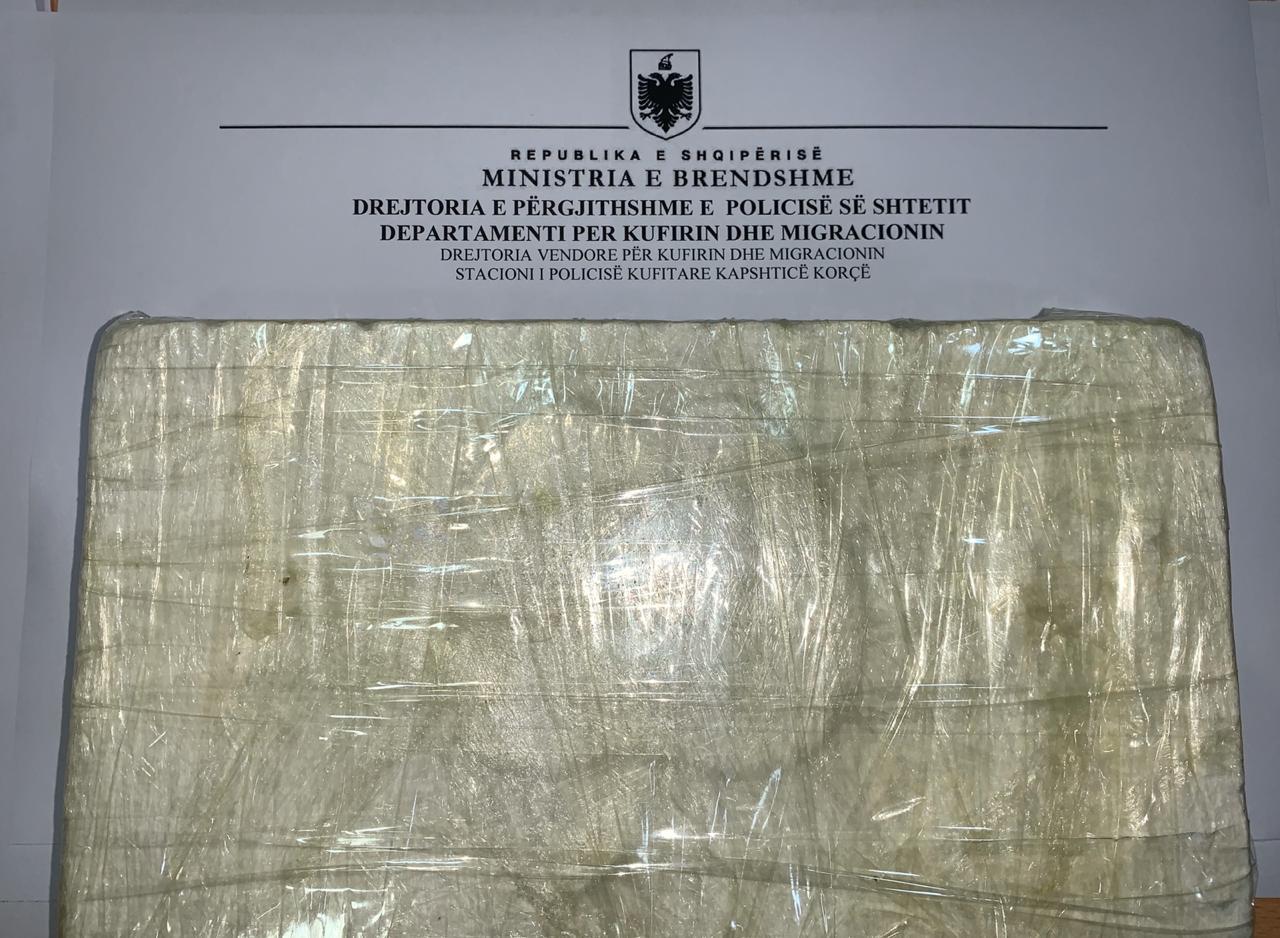 REPUBLIKA E SHQIPËRISË
MINISTRIA E BRENDSHME
DREJTORIA E PËRGJITHSHME E POLICISË SË SHTETIT
DEPARTAMENTI PER KUFIRIN DHE MIGRACIONIN
DREJTORIA VENDORE PËR KUFIRIN DHE MIGRACIONIN
STACIONI I POLICISË KUFITARE KAPSHTICË KORÇË